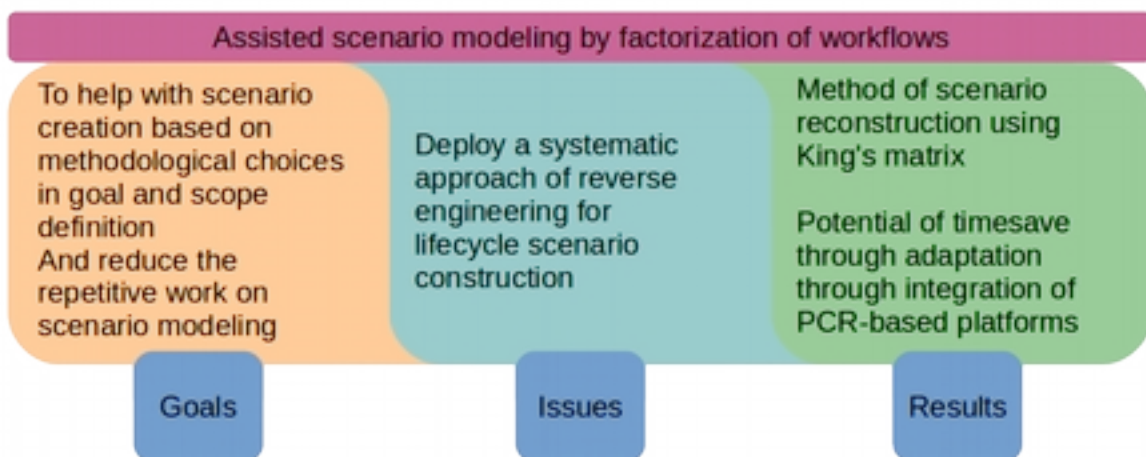 Assisted scenario modeling by factorization of workflows
To help with scenario
creation based on
methodological choices
in goal and scope
definition
And reduce the
repetitive work on
scenario modeling
Deploy a systematic
approach of reverse
engineering for
lifecycle scenario
construction
Method of scenario
reconstruction using
King's matrix
Potential of timesave
through adaptation
through integration of
PCR-based platforms
Goals
Issues
Results